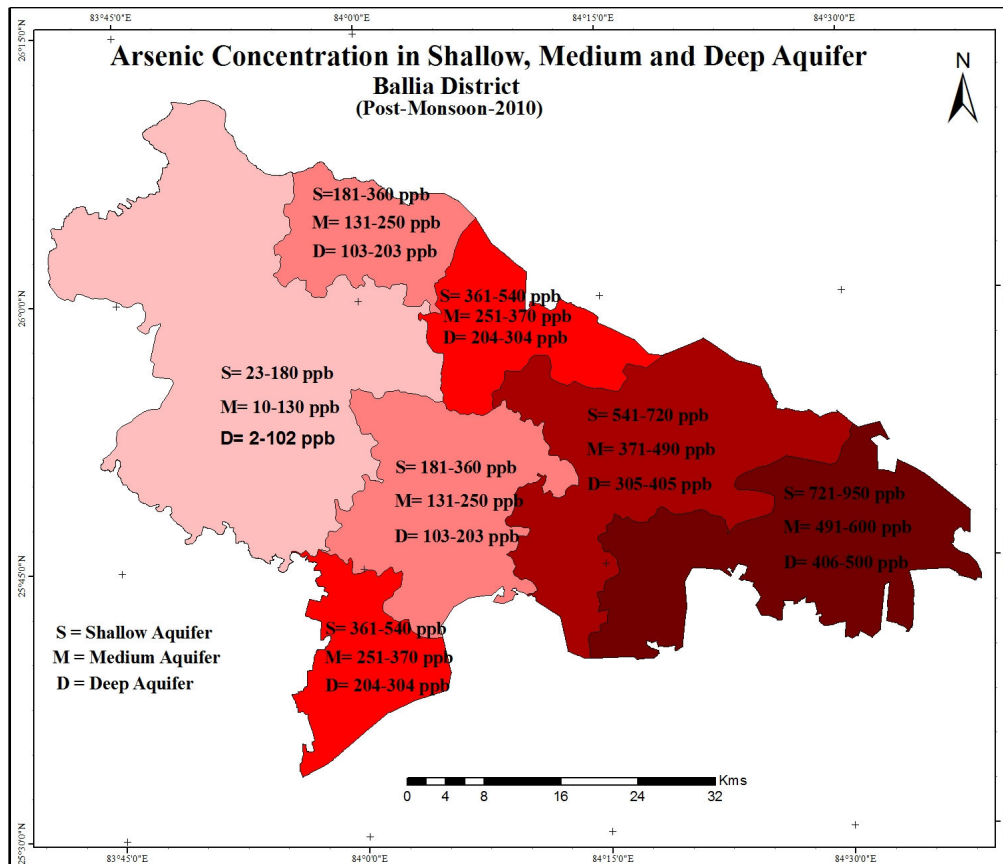 83°45'0"E 84°0'0"E 84°15'0"E 84°30'0"E
26°15'0"N
Arsenic Concentration in Shallow, Medium and Deep Aquifer
Ballia District
(Post-Monsoon-2010)
N
S=181-360 ppb
M= 131-250 ppb
D= 103-203 ppb
26°0'0"N
S= 361-540 ppb
M= 251-370 ppb
D= 204-304 ppb
S= 23-180 ppb
M= 10-130 ppb
D= 2-102 ppb
S= 541-720 ppb
M= 371-490 ppb
D= 305-405 ppb
S= 181-360 ppb
M= 131-250 ppb
D= 103-203 ppb
S= 721-950 ppb
M= 491-600 ppb
D= 406-500 ppb
25°45'0"N
S= 361-540 ppb
M= 251-370 ppb
D= 204-304 ppb
S = Shallow Aquifer
M = Medium Aquifer
D = Deep Aquifer
Kms
0 4 8 16 24 32
25°30'0"N
83°45'0"E 84°0'0"E 84°15'0"E 84°30'0"E